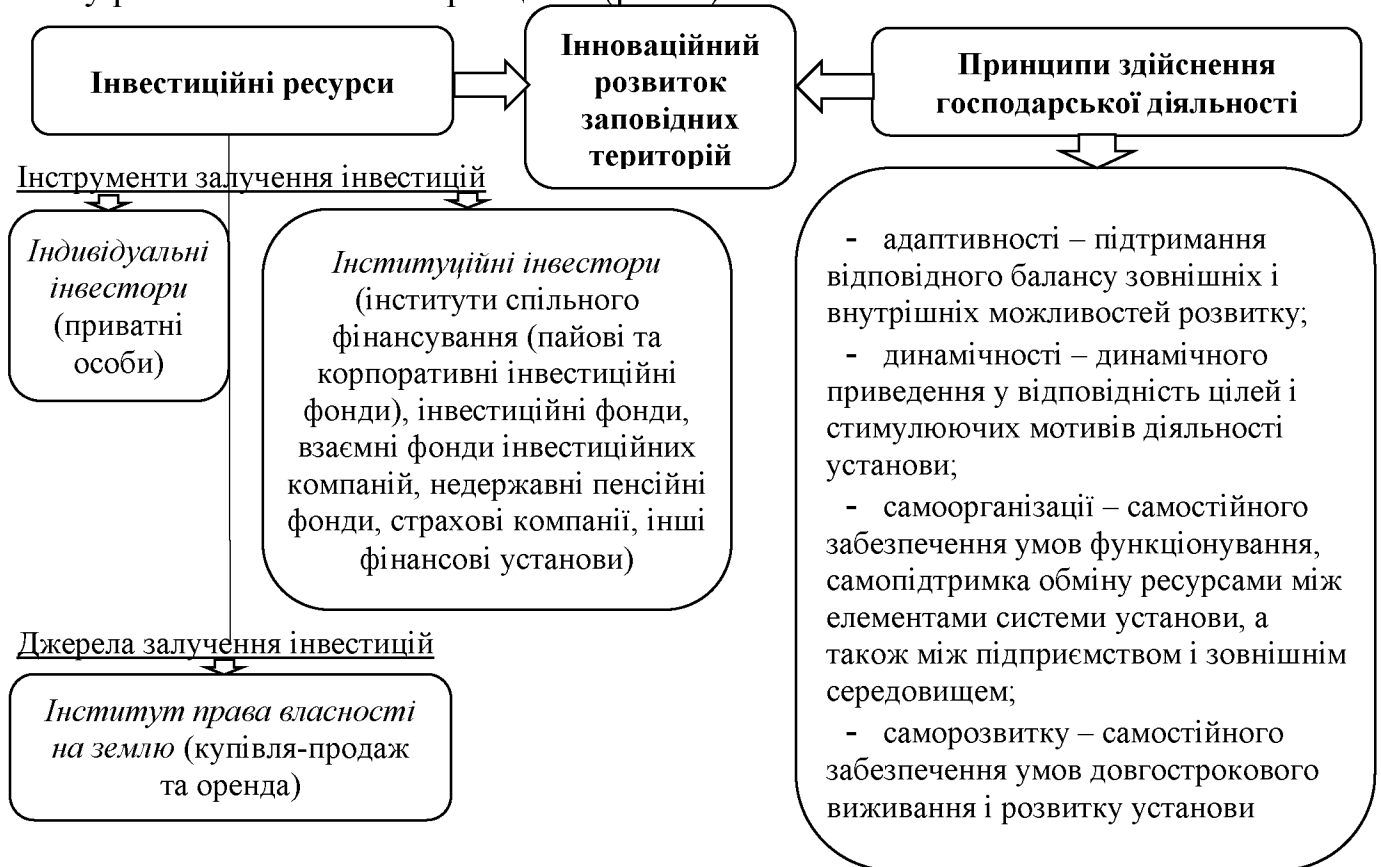 Інвестиційні ресурси
Інноваційний
розвиток
заповідних
територій
Принципи здійснення
господарської діяльності
Інструменти залучення інвестицій
Індивідуальні
інвестори
(приватні
особи)
Інституційні інвестори
(інститути спільного
фінансування (пайові та
корпоративні інвестиційні
фонди), інвестиційні фонди,
взаємні фонди інвестиційних
компаній, недержавні пенсійні
фонди, страхові компанії, інші
фінансові установи)
Джерела залучення інвестицій
Інститут права власності
на землю (купівля-продаж
та оренда)
- адаптивності – підтримання
відповідного балансу зовнішніх і
внутрішніх можливостей розвитку;
- динамічності – динамічного
приведення у відповідність цілей і
стимулюючих мотивів діяльності
установи;
- самоорганізації – самостійного
забезпечення умов функціонування,
самопідтримка обміну ресурсами між
елементами системи установи, а
також між підприємством і зовнішнім
середовищем;
- саморозвитку – самостійного
забезпечення умов довгострокового
виживання і розвитку установи